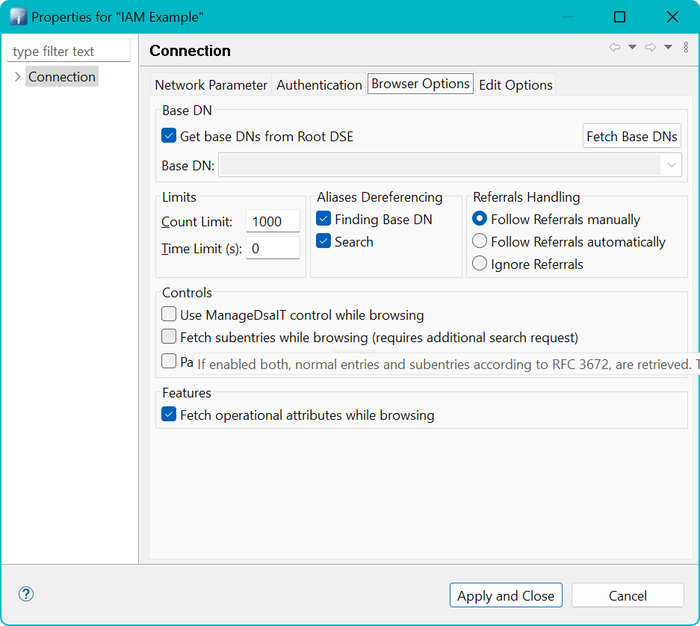 Properties for "IAM Example"
type filter text
Connection
Connection
Network Parameter Authentication Browser Options Edit Options
Base DN
Get base DNs from Root DSE Fetch Base DNs
Base DN:
Limits Aliases Dereferencing Referrals Handling
Count Limit: 1000 Finding Base DN Follow Referrals manually
Time Limit (s): 0 Search Follow Referrals automatically
Ignore Referrals
Controls
Use ManageDsaIT control while browsing
Fetch subentries while browsing (requires additional search request)
If enabled both, normal entries and subentries according to RFC 3672, are retrieved.
Features
Fetch operational attributes while browsing
Apply and Close Cancel